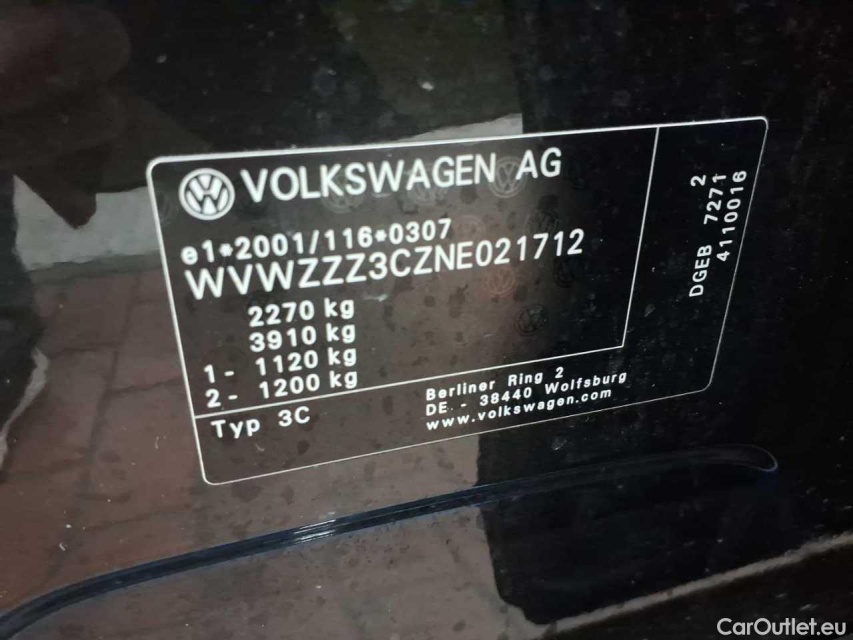 VOLKSWAGEN AG
e1*2001/116*0307
WVWZZZ3CZNE021712
2270 kg
3910 kg
1 - 1120 kg
2 - 1200 kg
Typ 3C
Berliner Ring 2
DE - 38440 Wolfsburg
www.volkswagen.com
2
DGEB 7271
4110016
CarOutlet.eu